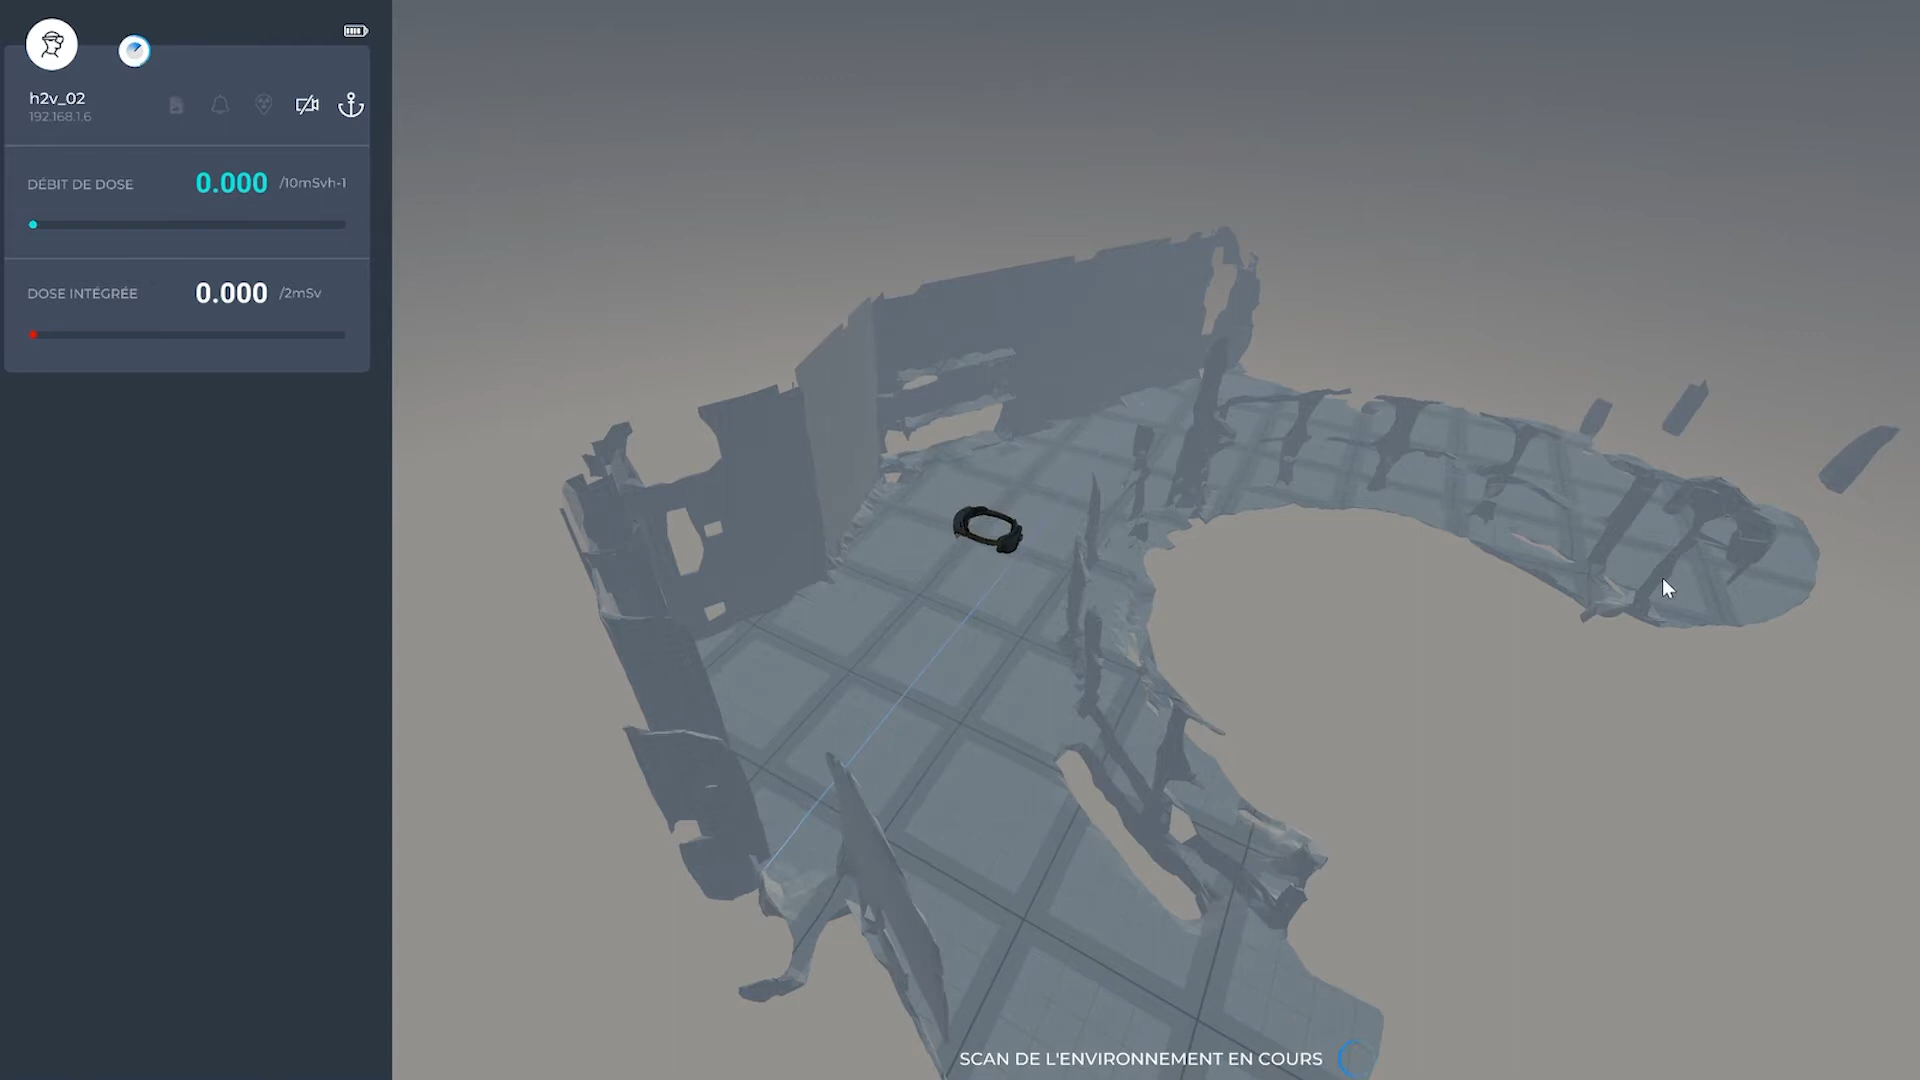 h2v_02
192.168.1.6
DÉBIT DE DOSE 0.000 /10mSvh-1
DOSE INTÉGRÉE 0.000 /2mSv
SCAN DE L'ENVIRONNEMENT EN COURS